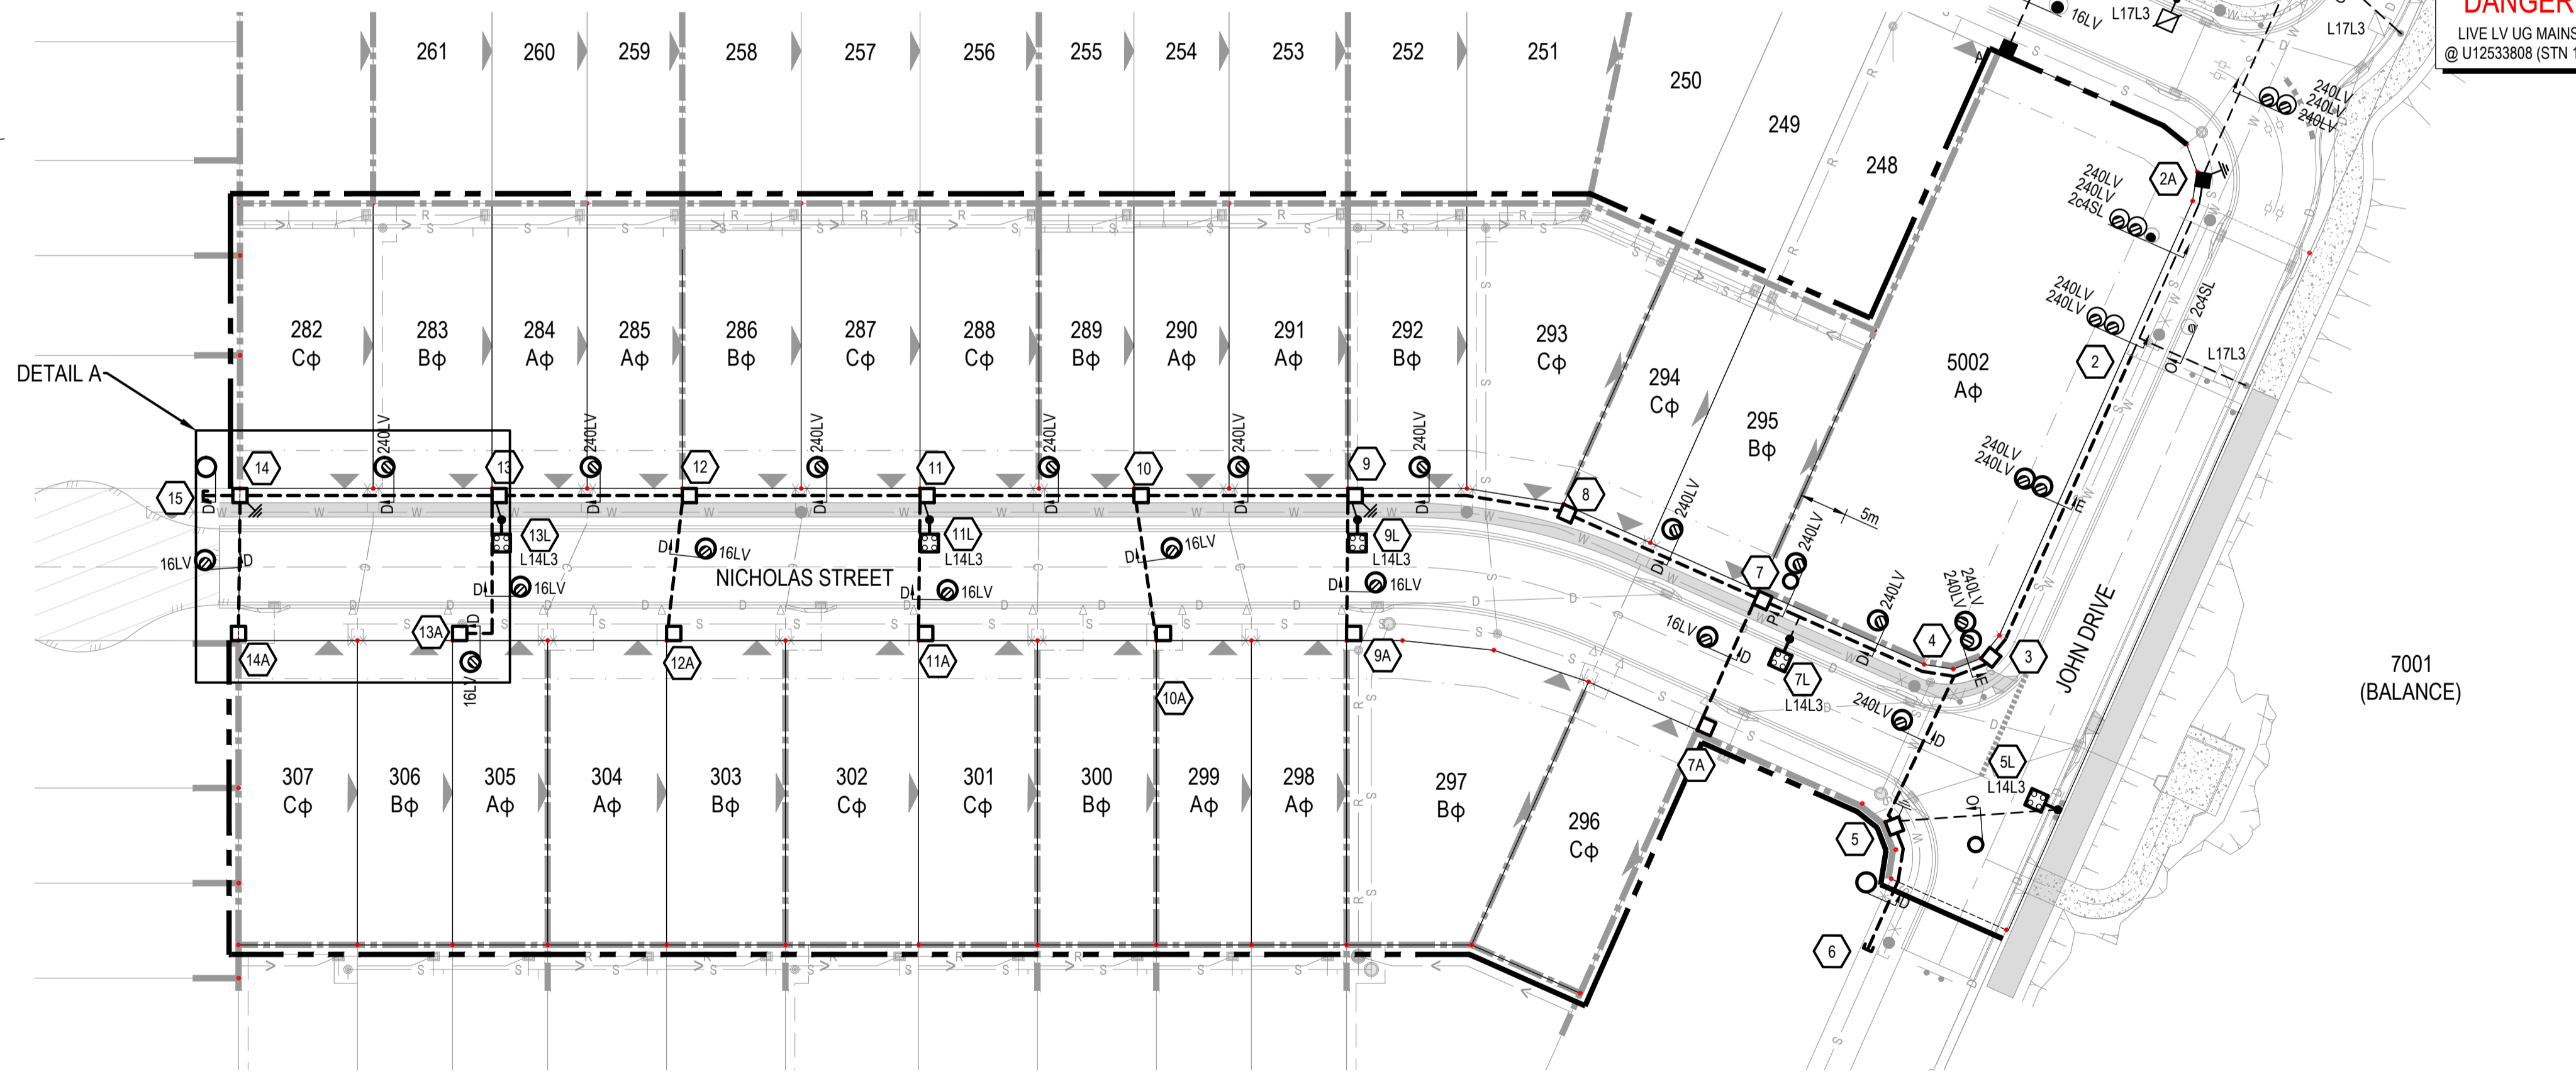 DANGER
LIVE LV UG MAINS
@ U12533808 (STN
16LV
L17L3
L17L3
261
260
259
258
257
256
255
254
253
252
251
250
249
248
240LV
240LV
240LV
2A
240LV
240LV
2c4SL
240LV
240LV
2c4SL
2
L17L3
DETAIL A
282
Cϕ
283
Bϕ
284
Aϕ
285
Aϕ
286
Bϕ
287
Cϕ
288
Cϕ
289
Bϕ
290
Aϕ
291
Aϕ
292
Bϕ
293
Cϕ
294
Cϕ
295
Bϕ
5002
Aϕ
240LV
240LV
240LV
240LV
240LV
240LV
240LV
240LV
240LV
240LV
15
14
13
12
11
10
9
8
7
5m
240LV
240LV
240LV
240LV
4
3
13L
L14L3
11L
L14L3
9L
L14L3
16LV
16LV
16LV
16LV
16LV
16LV
16LV
16LV
NICHOLAS STREET
JOHN DRIVE
7L
L14L3
240LV
14A
13A
12A
11A
10A
9A
7A
5L
L14L3
5
6
7001
(BALANCE)
307
Cϕ
306
Bϕ
305
Aϕ
304
Aϕ
303
Bϕ
302
Cϕ
301
Cϕ
300
Bϕ
299
Aϕ
298
Aϕ
297
Bϕ
296
Cϕ